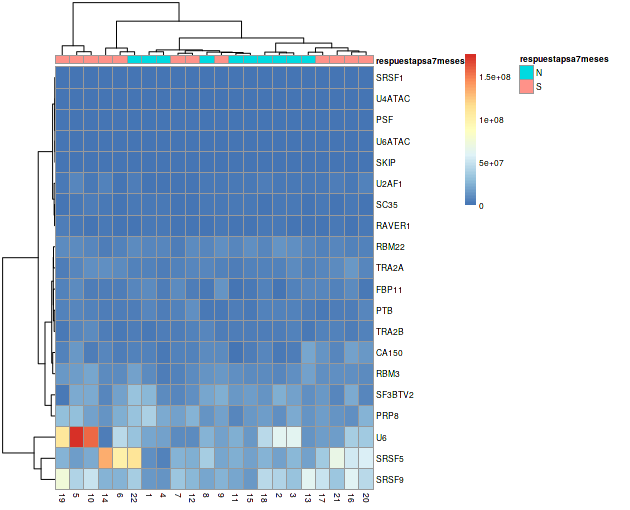 respuestapsa7meses
SRSF1
U4ATAC
PSF
U6ATAC
SKIP
U2AF1
SC35
RAVER1
RBM22
TRA2A
FBP11
PTB
TRA2B
CA150
RBM3
SF3BTV2
PRP8
U6
SRSF5
SRSF9
19 5 10 14 6 22 1 4 7 12 8 9 11 15 18 2 3 13 17 21 16 20
1.5e+08
1e+08
5e+07
0
respuestapsa7meses
N
S